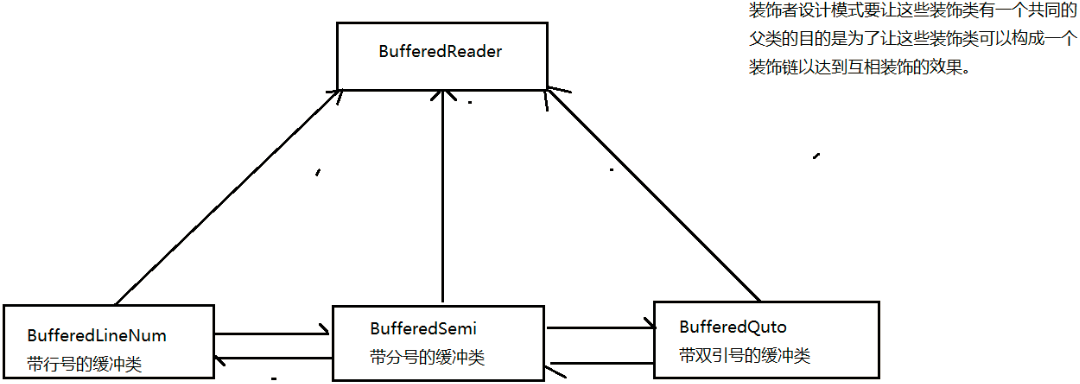 装饰者设计模式要让这些装饰类有一个共同的
父类的目的是为了让这些装饰类可以构成一个
装饰链以达到互相装饰的效果。
BufferedReader
BufferedLineNum
带行号的缓冲类
BufferedSemi
带分号的缓冲类
BufferedQuto
带双引号的缓冲类